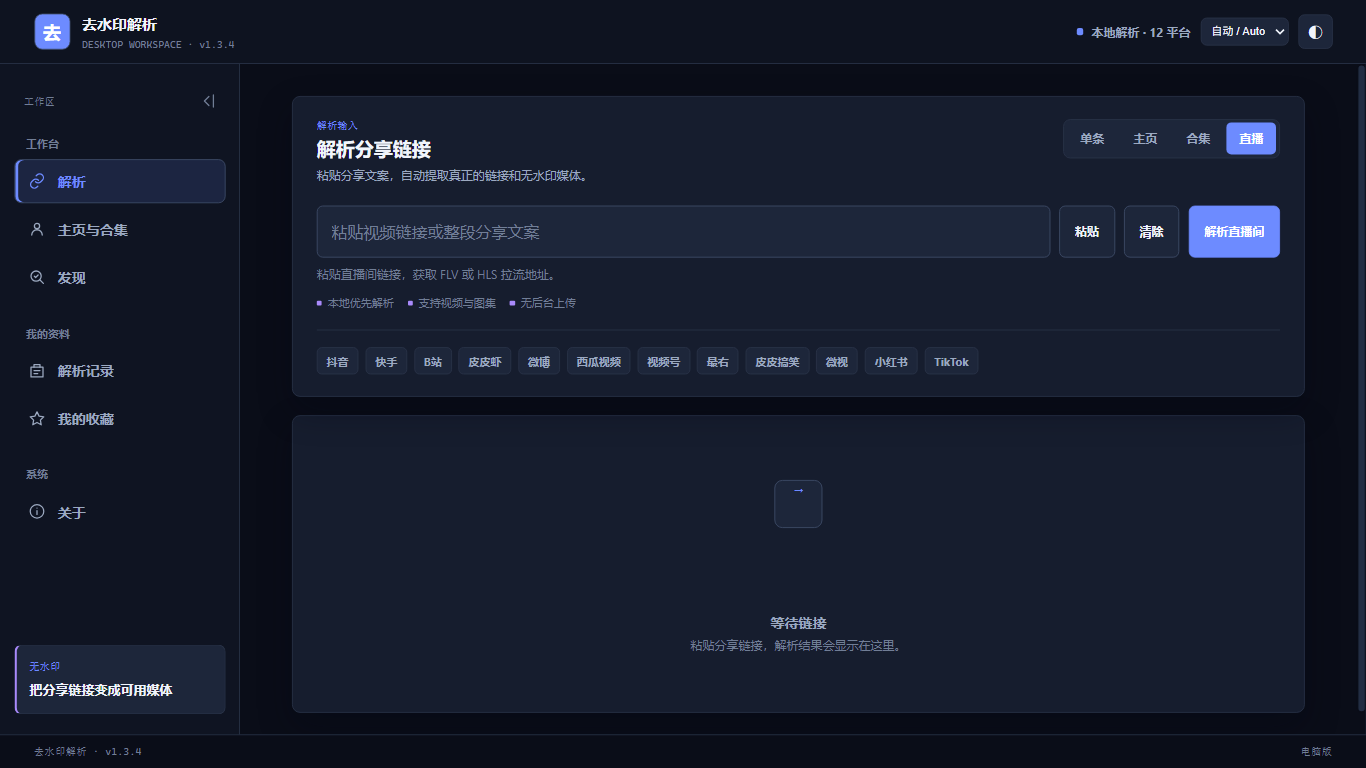 去
去水印解析
DESKTOP WORKSPACE · v1.3.4
本地解析 · 12 平台
自动 / Auto
工作区
工作台
解析
主页与合集
发现
我的资料
解析记录
我的收藏
系统
关于
无水印
把分享链接变成可用媒体
解析输入
解析分享链接
粘贴分享文案，自动提取真正的链接和无水印媒体。
单条 主页 合集 直播
粘贴视频链接或整段分享文案
粘贴 清除 解析直播间
粘贴直播间链接，获取 FLV 或 HLS 拉流地址。
本地优先解析 支持视频与图集 无后台上传
抖音 快手 B站 皮皮虾 微博 西瓜视频 视频号 最右 皮皮搞笑 微视 小红书 TikTok
→
等待链接
粘贴分享链接，解析结果会显示在这里。
去水印解析 · v1.3.4
电脑版